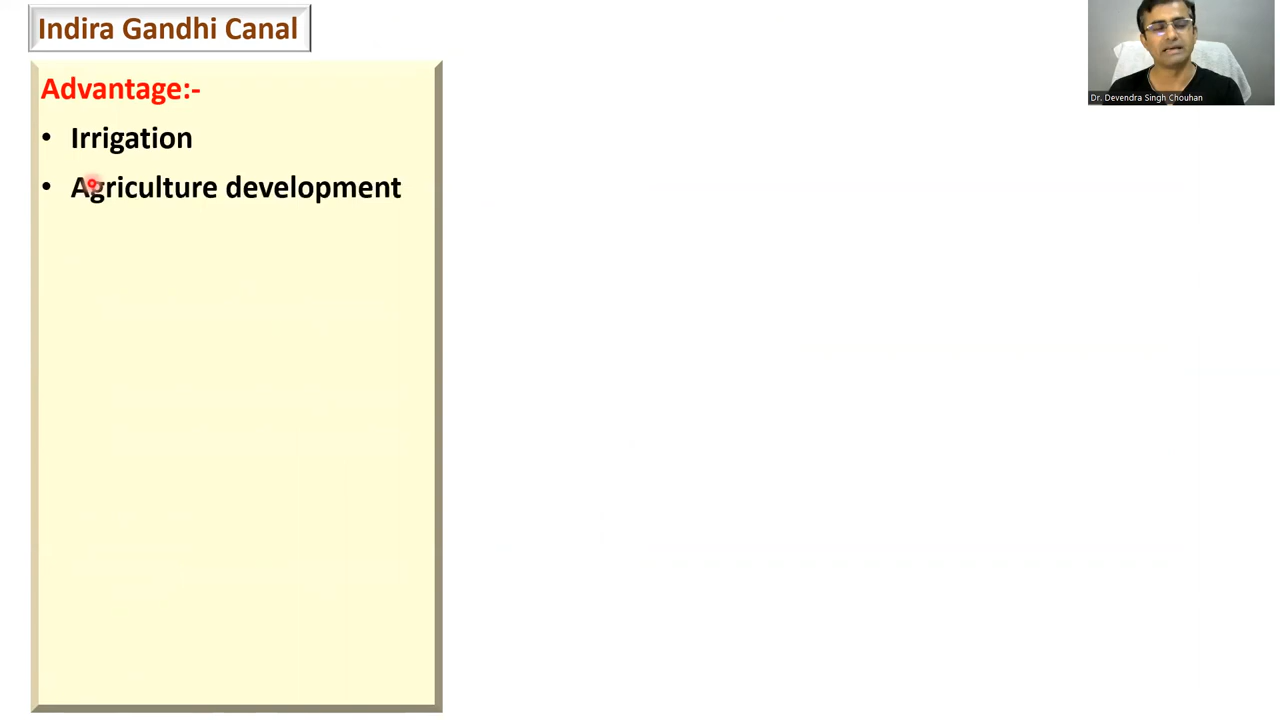 Indira Gandhi Canal
Advantage:-
• Irrigation
• Agriculture development
Dr. Devendra Singh Chouhan